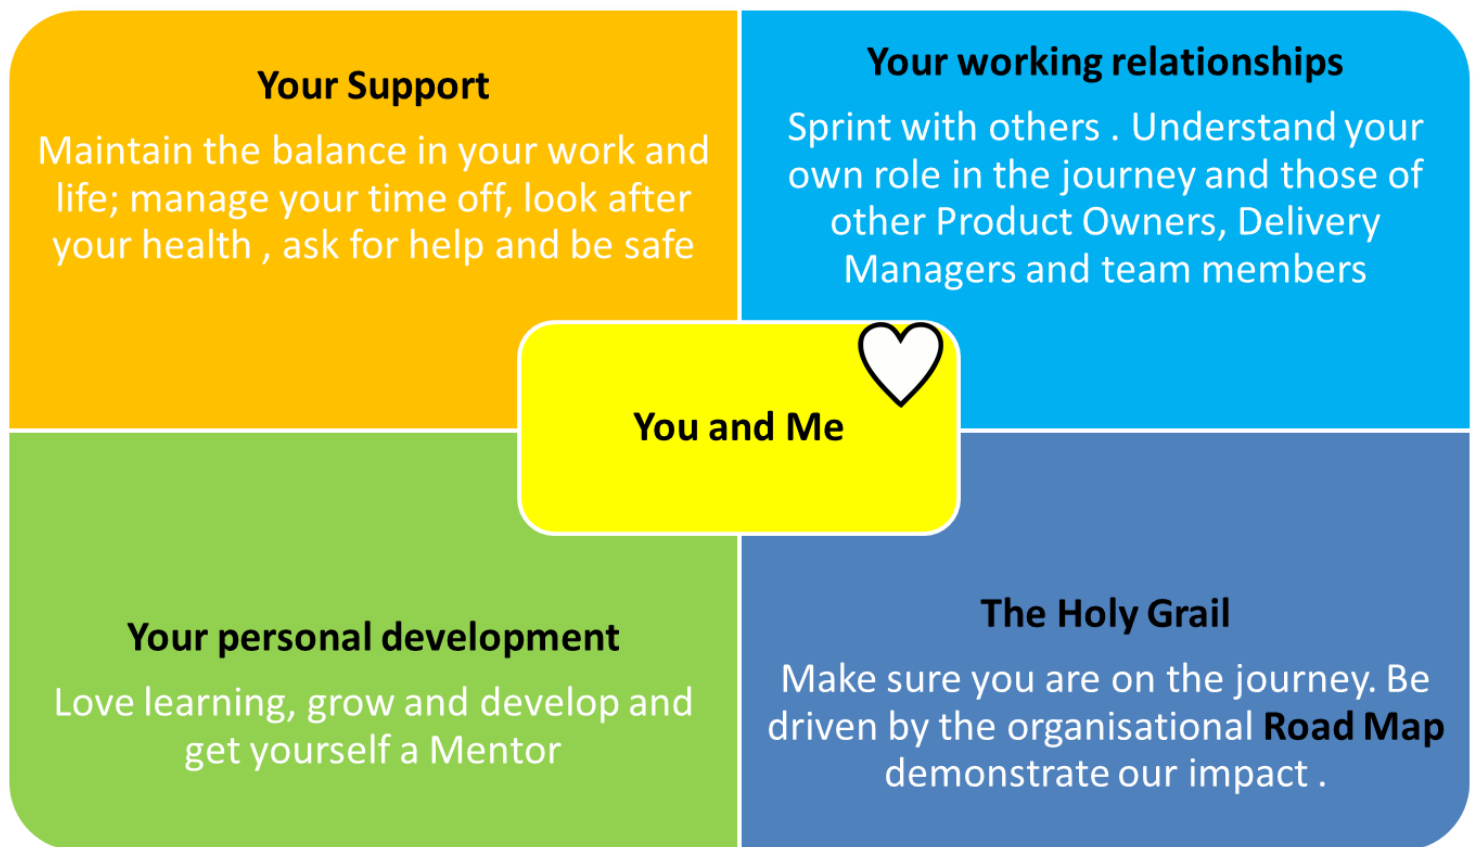 Your Support
Maintain the balance in your work and
life; manage your time off, look after
your health , ask for help and be safe
Your working relationships
Sprint with others . Understand your
own role in the journey and those of
other Product Owners, Delivery
Managers and team members
You and Me
Your personal development
Love learning, grow and develop and
get yourself a Mentor
The Holy Grail
Make sure you are on the journey. Be
driven by the organisational Road Map
demonstrate our impact .